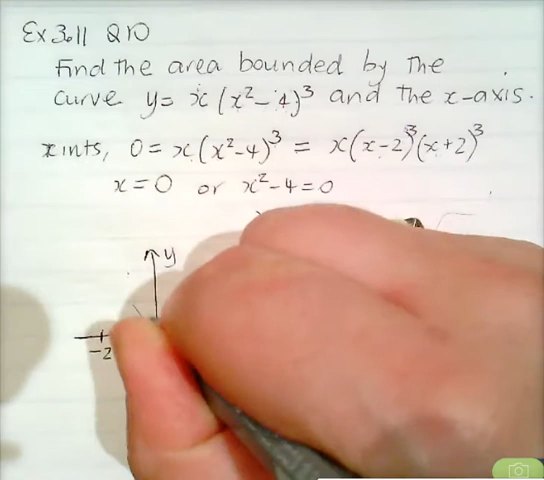 Ex 3.11 Q10
Find the area bounded by the
curve y = x(x²-4)³ and the x-axis.
x ints, 0 = x(x²-4)³ = x(x-2)³(x+2)³
x = 0 or x²-4=0
y
-2